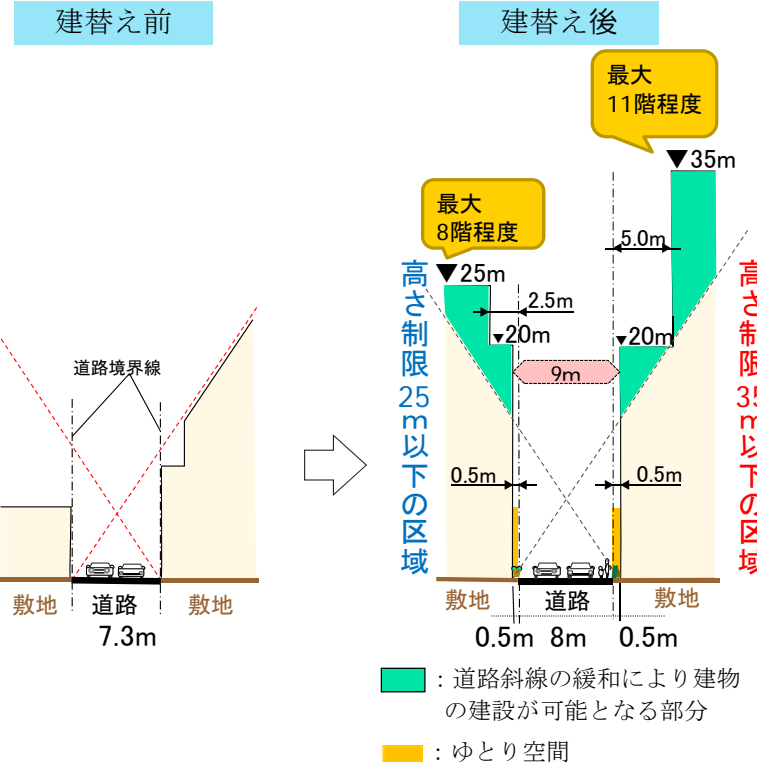 建替え前
建替え後
最大
11階程度
▼35m
最大
8階程度
5.0m
高さ制限25m以下の区域
▼25m
2.5m
▼20m
▼20m
高さ制限35m以下の区域
道路境界線
9m
0.5m
0.5m
敷地
道路
敷地
7.3m
敷地
道路
敷地
0.5m
8m
0.5m
：道路斜線の緩和により建物
の建設が可能となる部分
：ゆとり空間